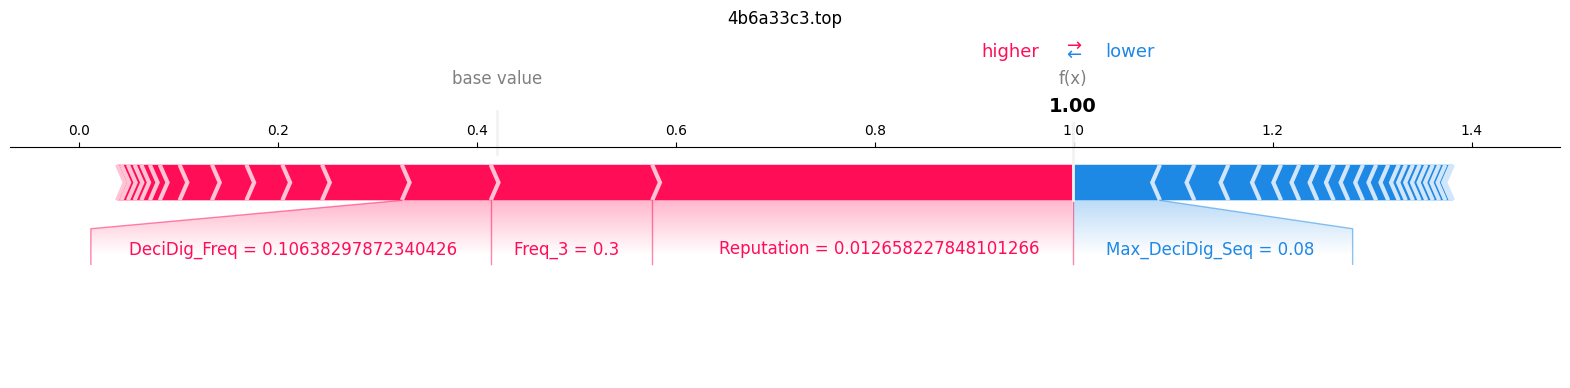 4b6a33c3.top
higher ⇄ lower
base value f(x)
1.00
0.0 0.2 0.4 0.6 0.8 1.0 1.2 1.4
DeciDig_Freq = 0.10638297872340426 Freq_3 = 0.3 Reputation = 0.012658227848101266 Max_DeciDig_Seq = 0.08